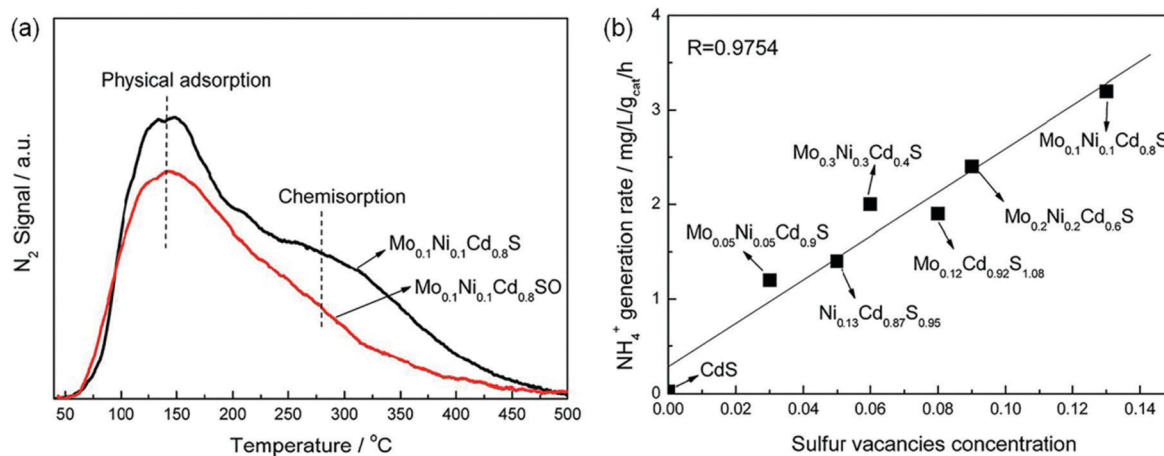 (a)
Physical adsorption
Chemisorption
Mo0.1Ni0.1Cd0.8S
Mo0.1Ni0.1Cd0.8SO
N2 Signal / a.u.
50 100 150 200 250 300 350 400 450 500
Temperature / °C
(b)
R=0.9754
Mo0.1Ni0.1Cd0.8S
Mo0.3Ni0.3Cd0.4S
Mo0.2Ni0.2Cd0.6S
Mo0.05Ni0.05Cd0.9S
Mo0.12Cd0.92S1.08
Ni0.13Cd0.87S0.95
CdS
NH4+ generation rate / mg/L/gcat/h
4
3
2
1
0
0.00 0.02 0.04 0.06 0.08 0.10 0.12 0.14
Sulfur vacancies concentration